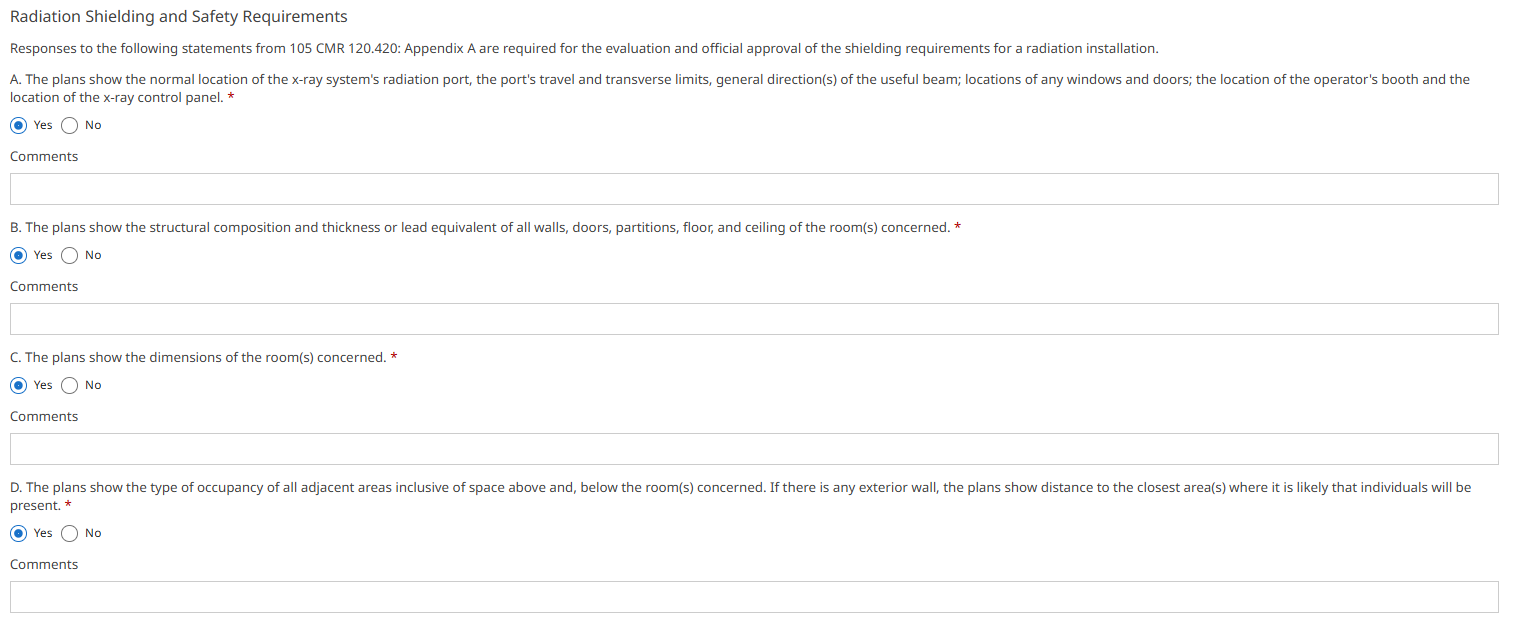 Radiation Shielding and Safety Requirements
Responses to the following statements from 105 CMR 120.420: Appendix A are required for the evaluation and official approval of the shielding requirements for a radiation installation.
A. The plans show the normal location of the x-ray system's radiation port, the port's travel and transverse limits, general direction(s) of the useful beam; locations of any windows and doors; the location of the operator's booth and the
location of the x-ray control panel. *
Yes No
Comments
B. The plans show the structural composition and thickness or lead equivalent of all walls, doors, partitions, floor, and ceiling of the room(s) concerned. *
Yes No
Comments
C. The plans show the dimensions of the room(s) concerned. *
Yes No
Comments
D. The plans show the type of occupancy of all adjacent areas inclusive of space above and, below the room(s) concerned. If there is any exterior wall, the plans show distance to the closest area(s) where it is likely that individuals will be
present. *
Yes No
Comments